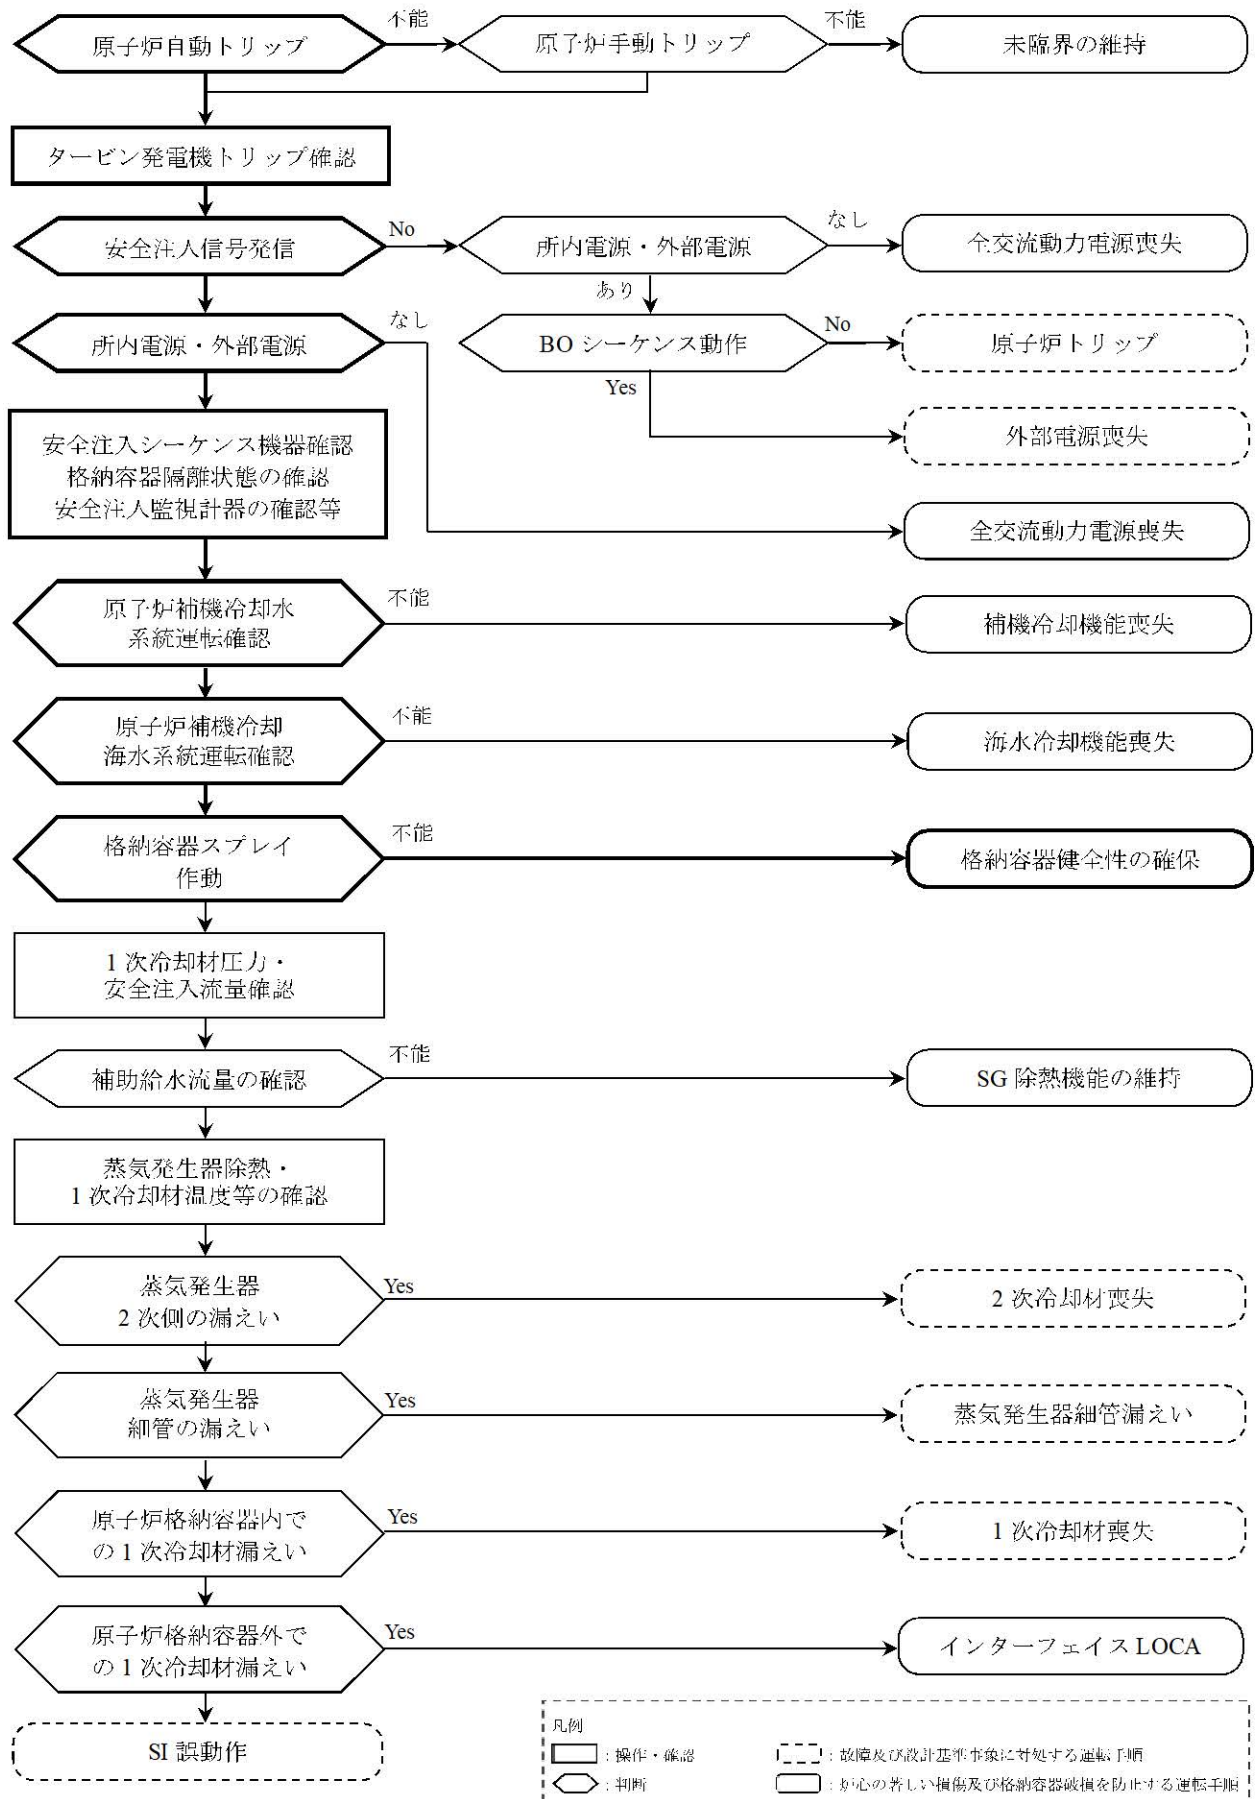 原子炉自動トリップ
不能
原子炉手動トリップ
不能
未臨界の維持
タービン発電機トリップ確認
安全注入信号発信
No
所内電源・外部電源
なし
全交流動力電源喪失
あり
所内電源・外部電源
なし
BO シーケンス動作
No
原子炉トリップ
Yes
外部電源喪失
安全注入シーケンス機器確認
格納容器隔離状態の確認
安全注入監視計器の確認等
全交流動力電源喪失
原子炉補機冷却水
系統運転確認
不能
補機冷却機能喪失
原子炉補機冷却
海水系統運転確認
不能
海水冷却機能喪失
格納容器スプレイ
作動
不能
格納容器健全性の確保
1 次冷却材圧力・
安全注入流量確認
補助給水流量の確認
不能
SG 除熱機能の維持
蒸気発生器除熱・
1 次冷却材温度等の確認
蒸気発生器
2 次側の漏えい
Yes
2 次冷却材喪失
蒸気発生器
細管の漏えい
Yes
蒸気発生器細管漏えい
原子炉格納容器内で
の 1 次冷却材漏えい
Yes
1 次冷却材喪失
原子炉格納容器外で
の 1 次冷却材漏えい
Yes
インターフェイス LOCA
SI 誤動作
凡例
：操作・確認
：故障及び設計基準事象に対処する運転手順
：判断
：炉心の著しい損傷及び格納容器破損を防止する運転手順